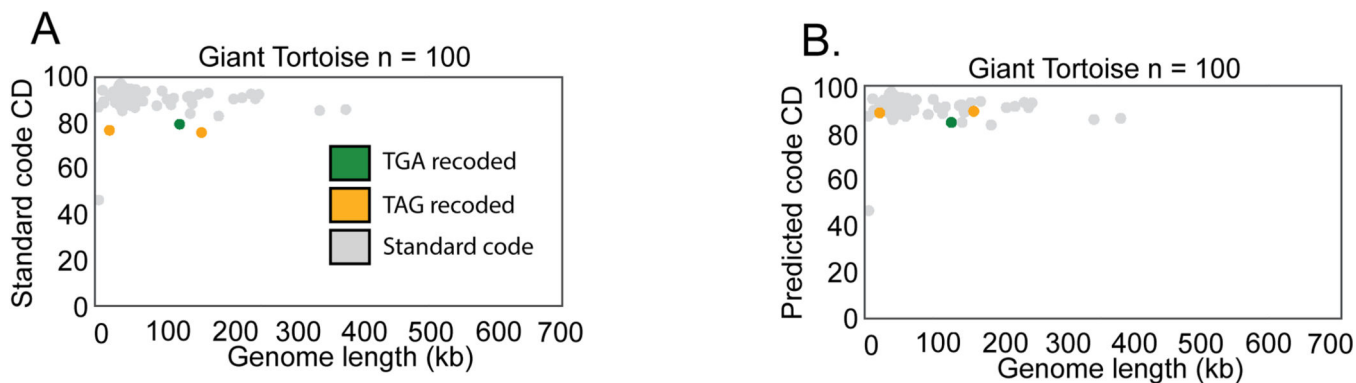 A
Giant Tortoise n = 100
Standard code CD
100
80
60
40
20
0
TGA recoded
TAG recoded
Standard code
0 100 200 300 400 500 600 700
Genome length (kb)
B.
Giant Tortoise n = 100
Predicted code CD
100
80
60
40
20
0
0 100 200 300 400 500 600 700
Genome length (kb)